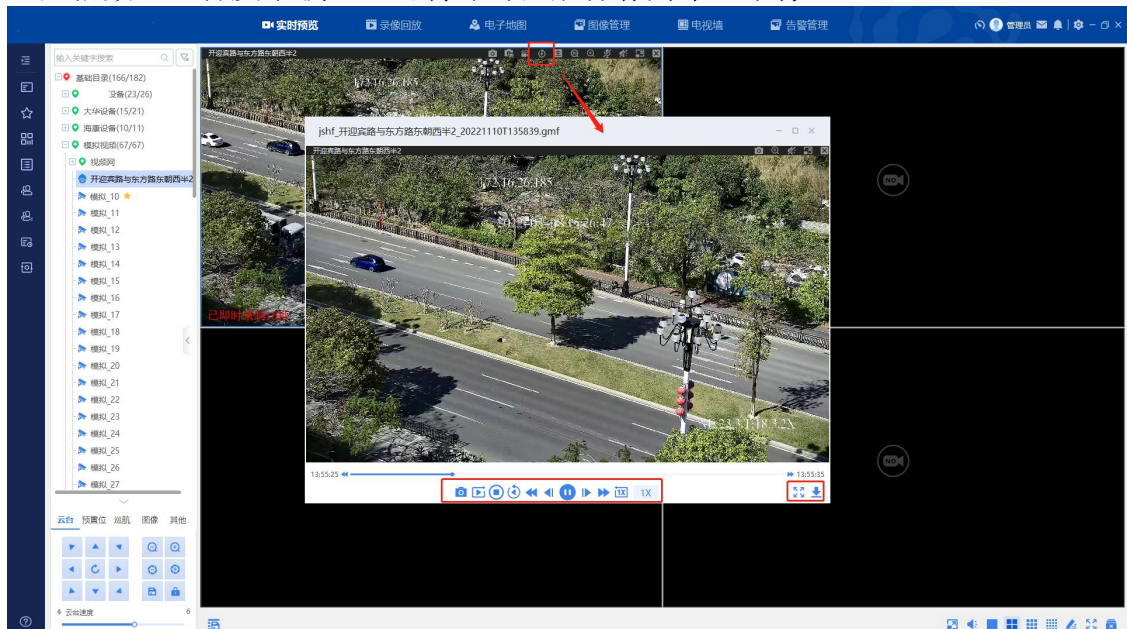 实时预览
录像回放
电子地图
图像管理
电视墙
告警管理
管理员
输入关键字搜索
基础目录(166/182)
设备(23/26)
大华设备(15/21)
海康设备(10/11)
模拟视频(67/67)
视频网
开迎宾路与东方路东朝西半2
模拟_10
模拟_11
模拟_12
模拟_13
模拟_14
模拟_15
模拟_16
模拟_17
模拟_18
模拟_19
模拟_20
模拟_21
模拟_22
模拟_23
模拟_24
模拟_25
模拟_26
模拟_27
云台 预置位 巡航 图像 其他
云台速度 6
开迎宾路与东方路东朝西半2
172.16.26.185
已即时
jshf_开迎宾路与东方路东朝西半2_20221110T135839.gmf
开迎宾路与东方路东朝西半2
172.16.26.185
13:55:25
13:55:35
1X
1X
NO
NO